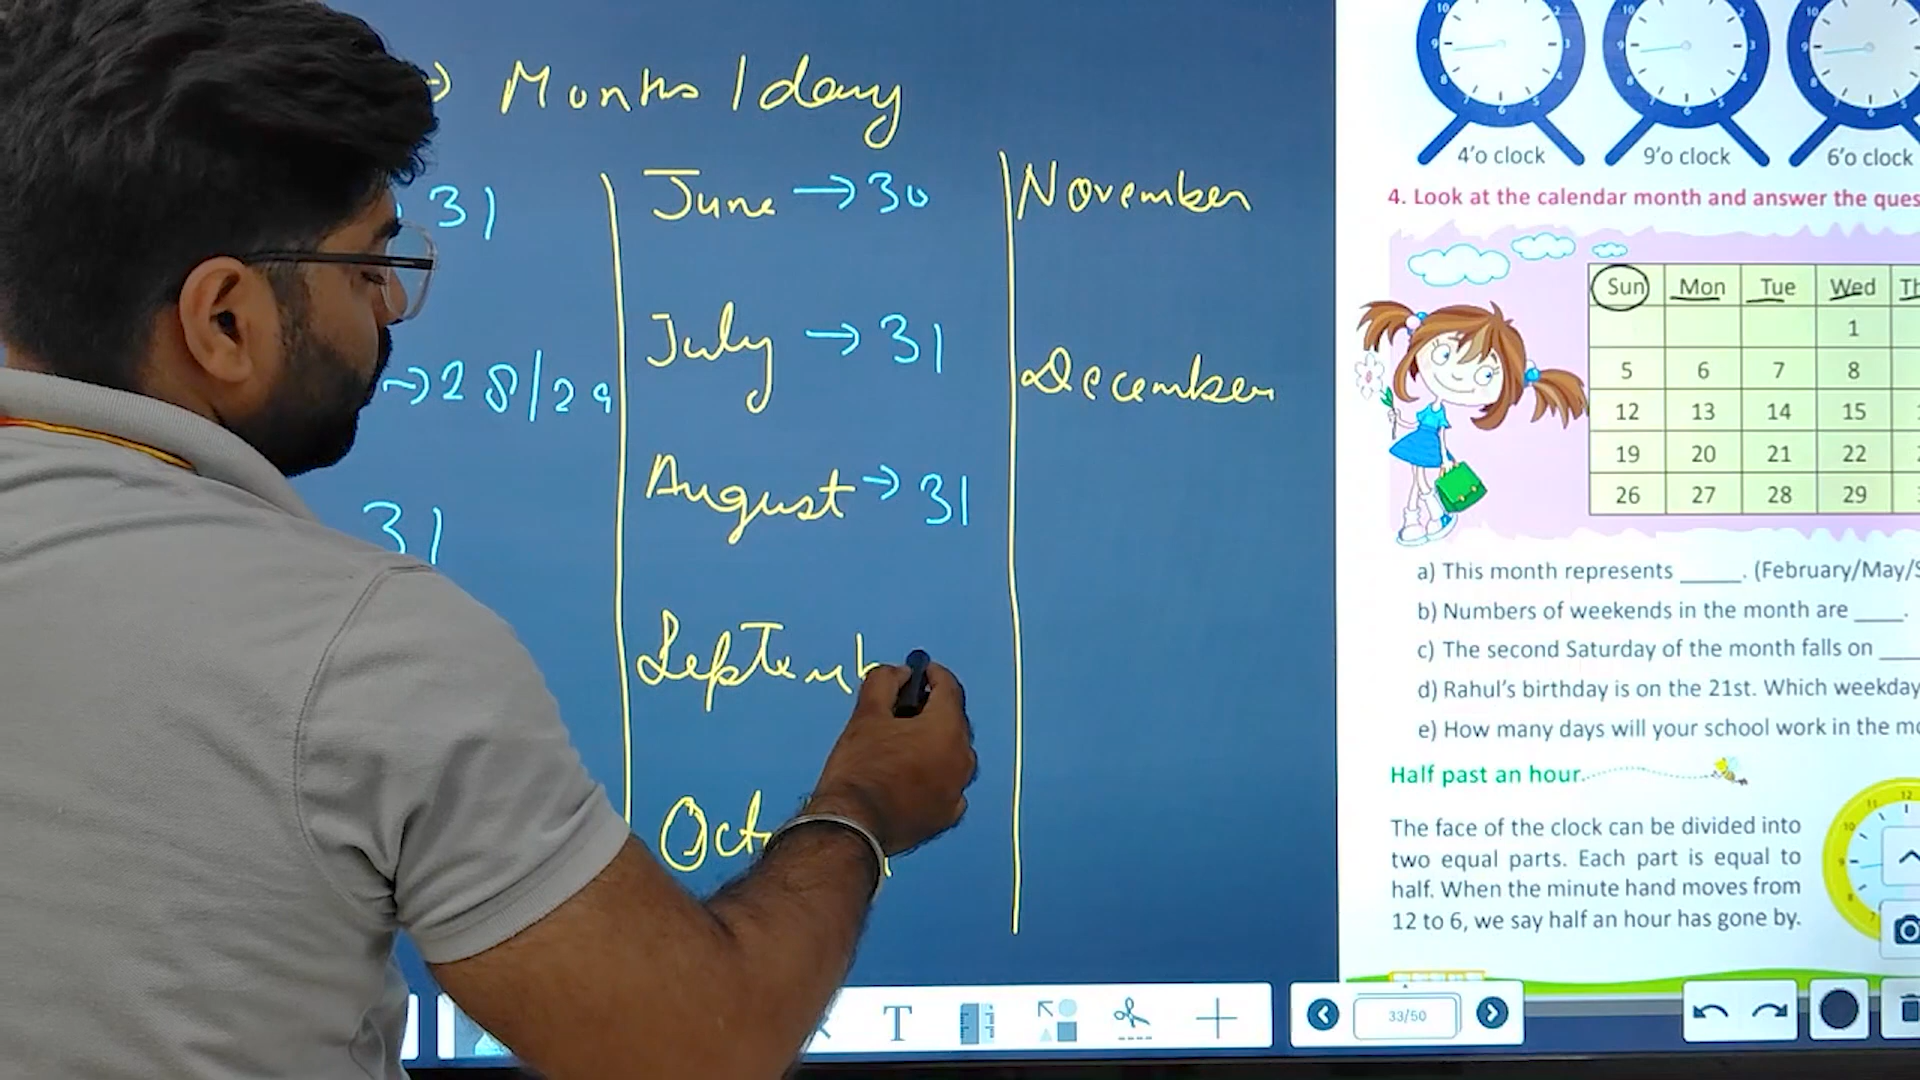 → Months / day
31
→ 28/29
31
June → 30
July → 31
August → 31
Septemb
Oct
November
December
4'o clock
9'o clock
6'o clock
4. Look at the calendar month and answer the ques
Sun Mon Tue Wed Th
1
5 6 7 8
12 13 14 15
19 20 21 22
26 27 28 29
a) This month represents _____. (February/May/S
b) Numbers of weekends in the month are ____.
c) The second Saturday of the month falls on ____
d) Rahul's birthday is on the 21st. Which weekday
e) How many days will your school work in the mo
Half past an hour
The face of the clock can be divided into
two equal parts. Each part is equal to
half. When the minute hand moves from
12 to 6, we say half an hour has gone by.
T
33/50